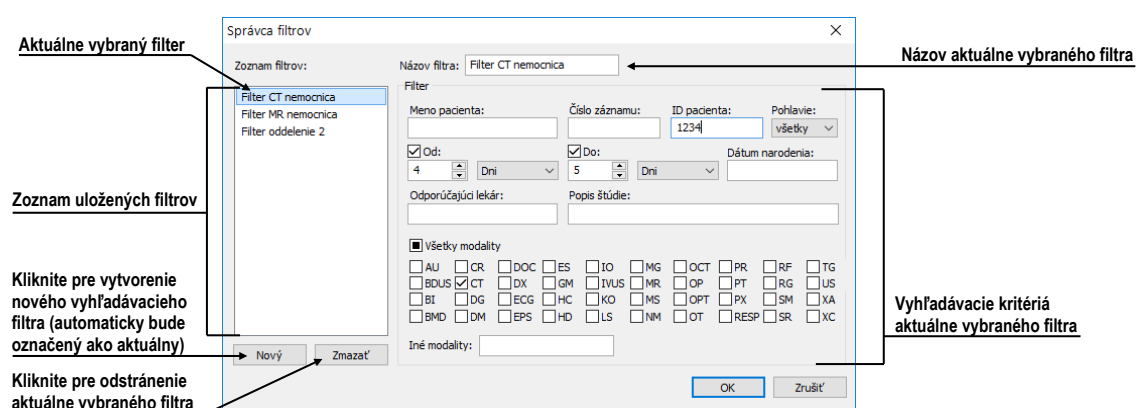 Správca filtrov
Aktuálne vybraný filter
Zoznam filtrov:
Názov filtra: Filter CT nemocnica
Názov aktuálne vybraného filtra
Filter CT nemocnica
Filter MR nemocnica
Filter oddelenie 2
Filter
Meno pacienta: Číslo záznamu: ID pacienta: Pohlavie:
1234 všetky
Od: Do: Dátum narodenia:
4 Dni 5 Dni
Odporúčajúci lekár: Popis štúdie:
Zoznam uložených filtrov
Všetky modality
AU CR DOC ES IO MG OCT PR RF TG
BDUS CT DX GM IVUS MR OP PT RG US
BI DG ECG HC KO MS OPT PX SM XA
BMD DM EPS HD LS NM OT RESP SR XC
Iné modality:
Vyhľadávacie kritériá
aktuálne vybraného filtra
Kliknite pre vytvorenie
nového vyhľadávacieho
filtra (automaticky bude
označený ako aktuálny)
Nový Zmazať
Kliknite pre odstránenie
aktuálne vybraného filtra
OK Zrušiť